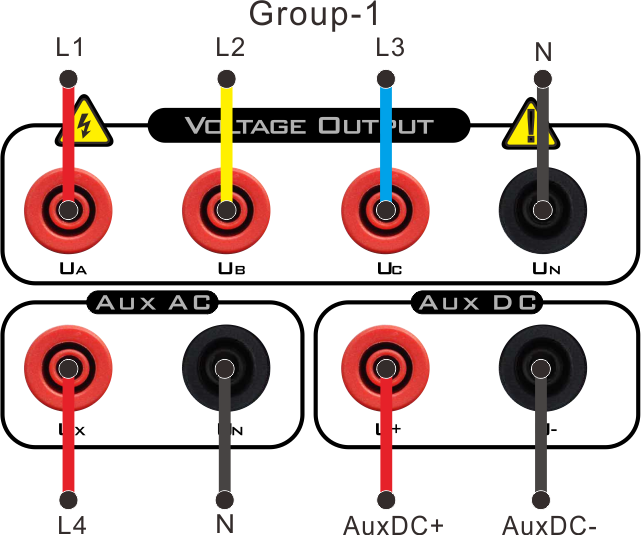 Group-1
L1 L2 L3 N
VOLTAGE OUTPUT
UA UB UC UN
AUX AC AUX DC
UX UN U+ U-
L4 N AuxDC+ AuxDC-